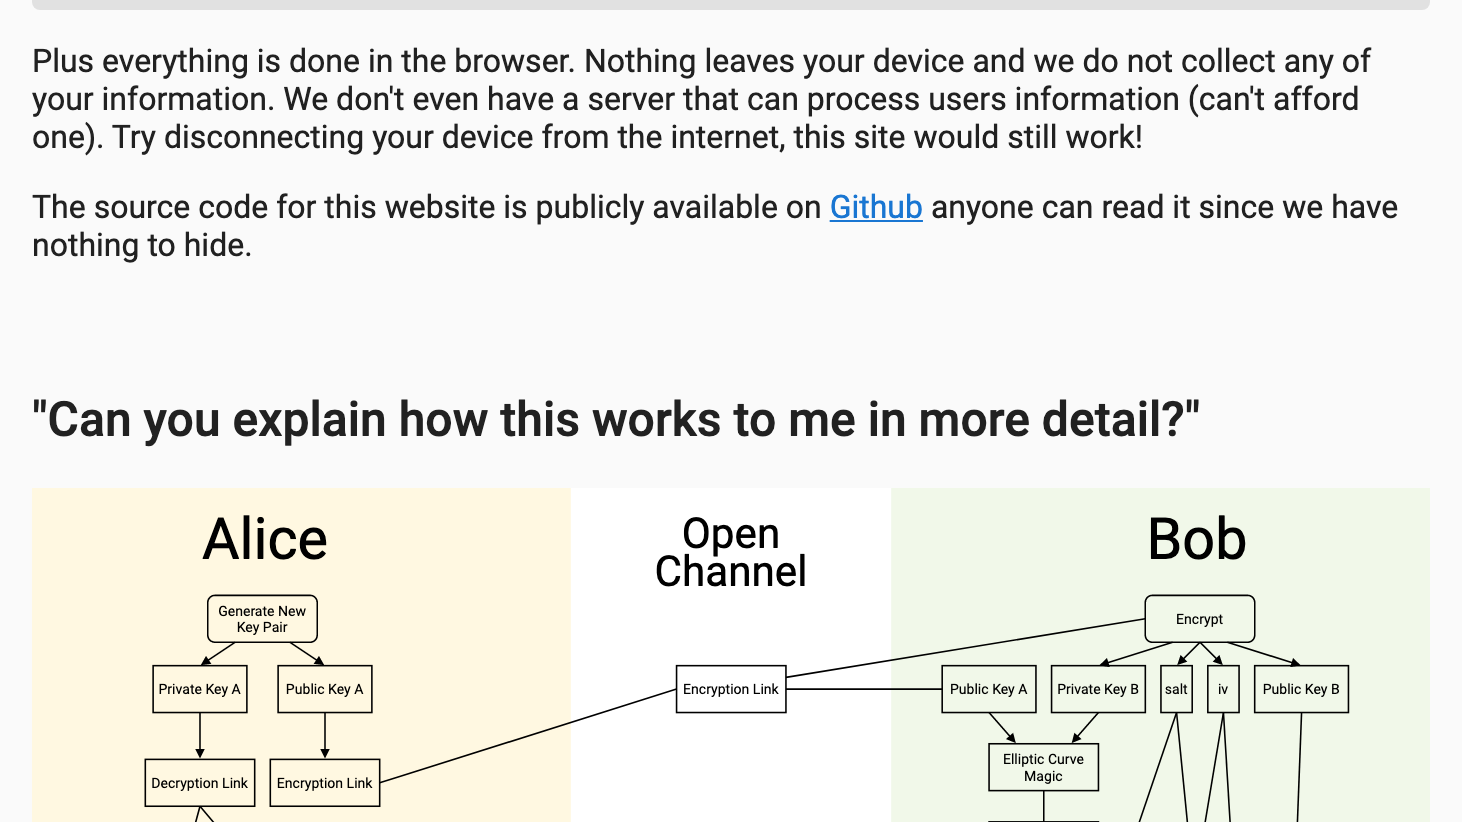 Plus everything is done in the browser. Nothing leaves your device and we do not collect any of
your information. We don't even have a server that can process users information (can't afford
one). Try disconnecting your device from the internet, this site would still work!
The source code for this website is publicly available on Github anyone can read it since we have
nothing to hide.
"Can you explain how this works to me in more detail?"
Alice
Open
Channel
Bob
Generate New
Key Pair
Encrypt
Private Key A
Public Key A
Encryption Link
Public Key A
Private Key B
salt
iv
Public Key B
Decryption Link
Encryption Link
Elliptic Curve
Magic